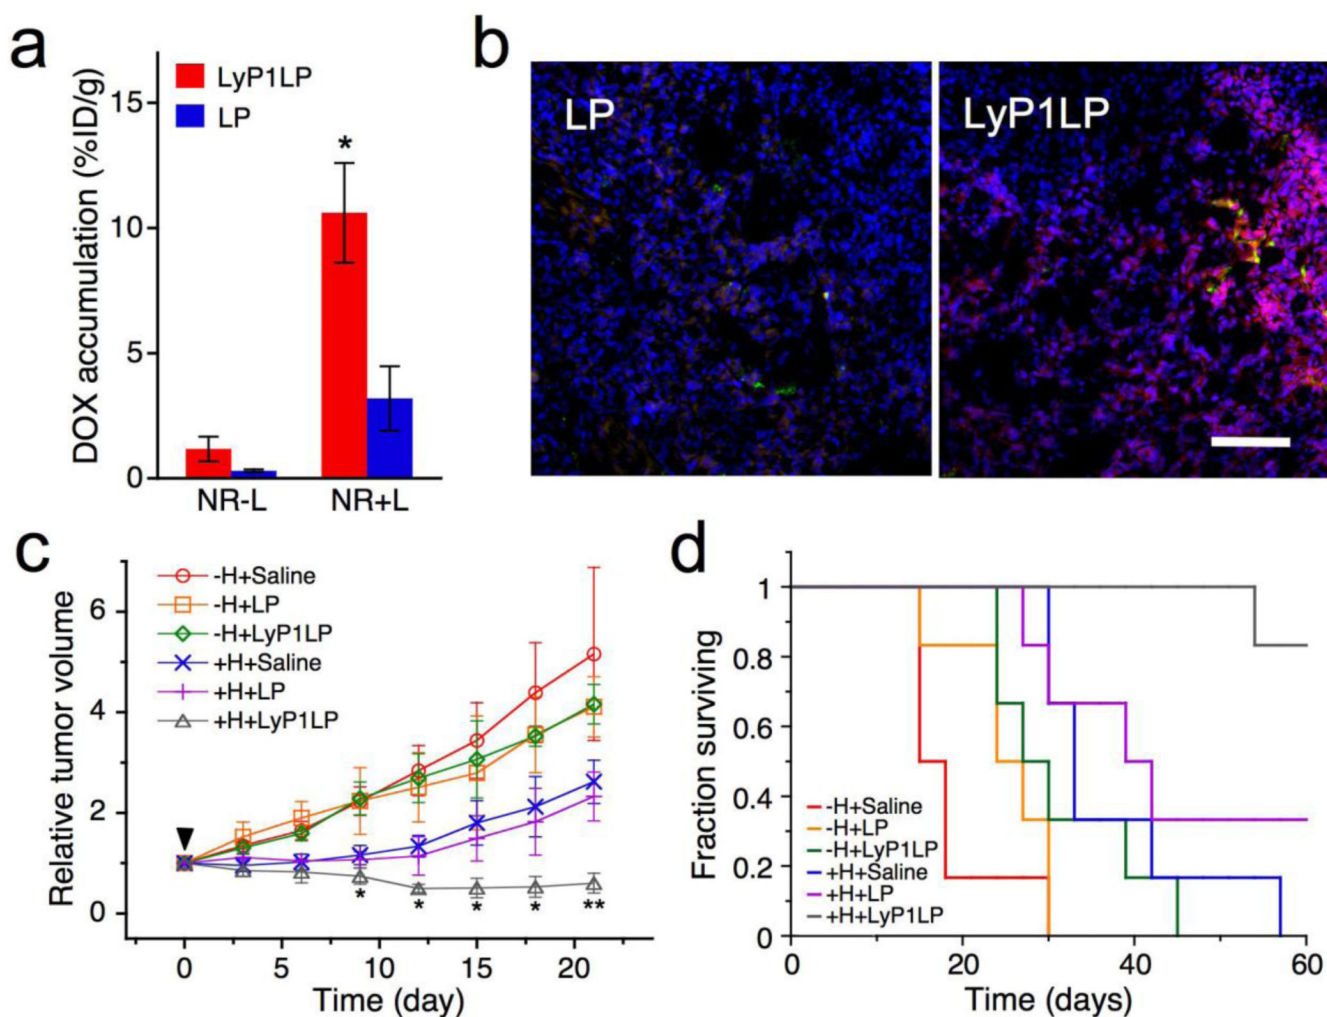 a
LyP1LP
LP
DOX accumulation (%ID/g)
15
10
5
0
*
NR-L
NR+L
b
LP
LyP1LP
c
-H+Saline
-H+LP
-H+LyP1LP
+H+Saline
+H+LP
+H+LyP1LP
Relative tumor volume
6
4
2
0
* * * * **
0 5 10 15 20
Time (day)
d
Fraction surviving
1
0.8
0.6
0.4
0.2
0
-H+Saline
-H+LP
-H+LyP1LP
+H+Saline
+H+LP
+H+LyP1LP
0 20 40 60
Time (days)